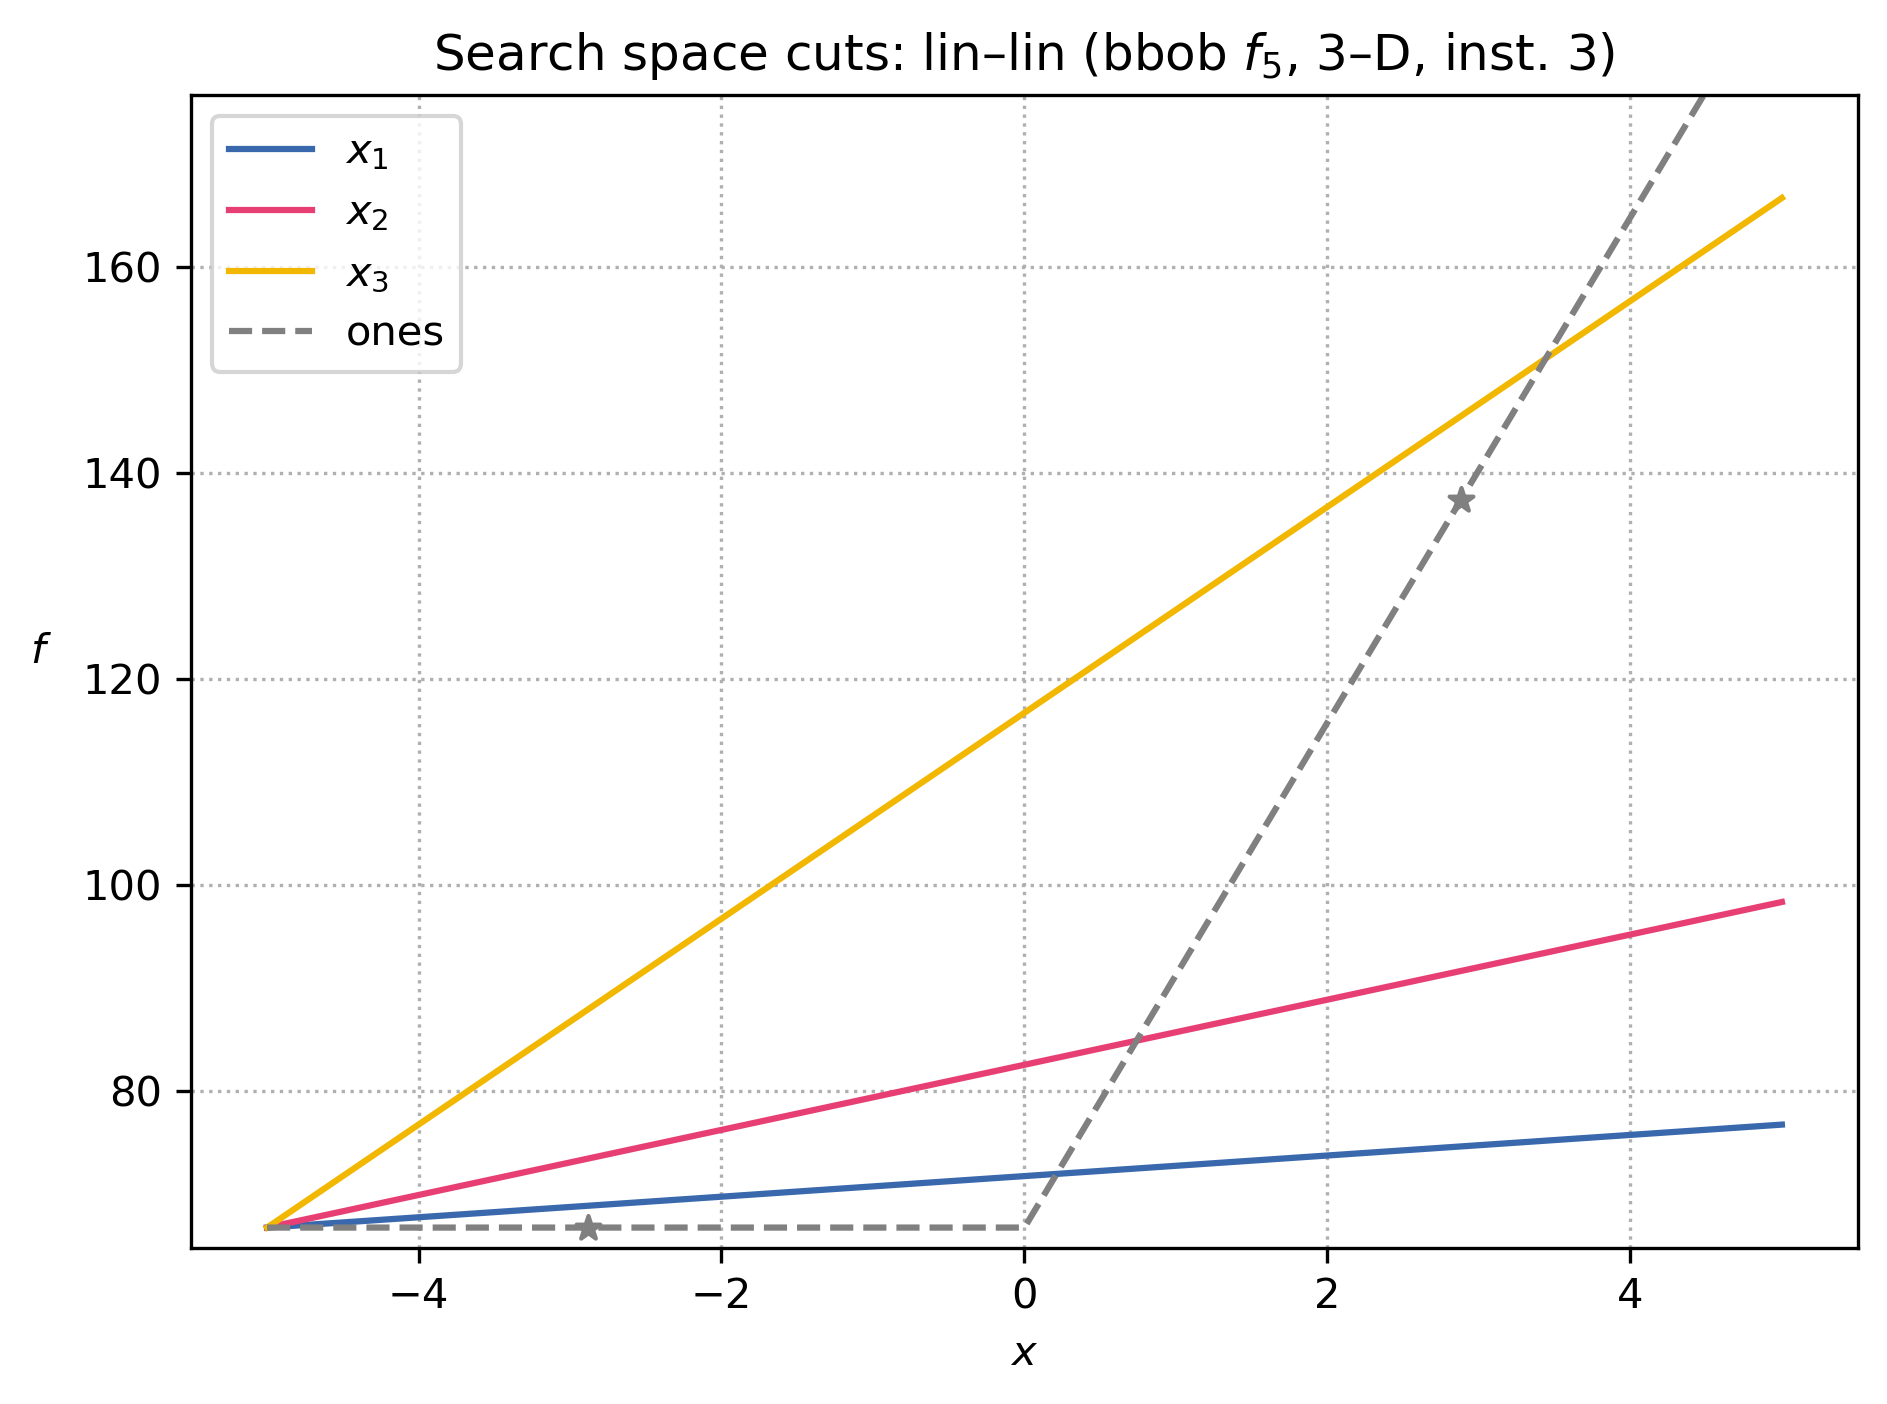 Search space cuts: lin–lin (bbob f₅, 3–D, inst. 3)
x₁
x₂
x₃
ones
160
140
120
100
80
f
−4
−2
0
2
4
x